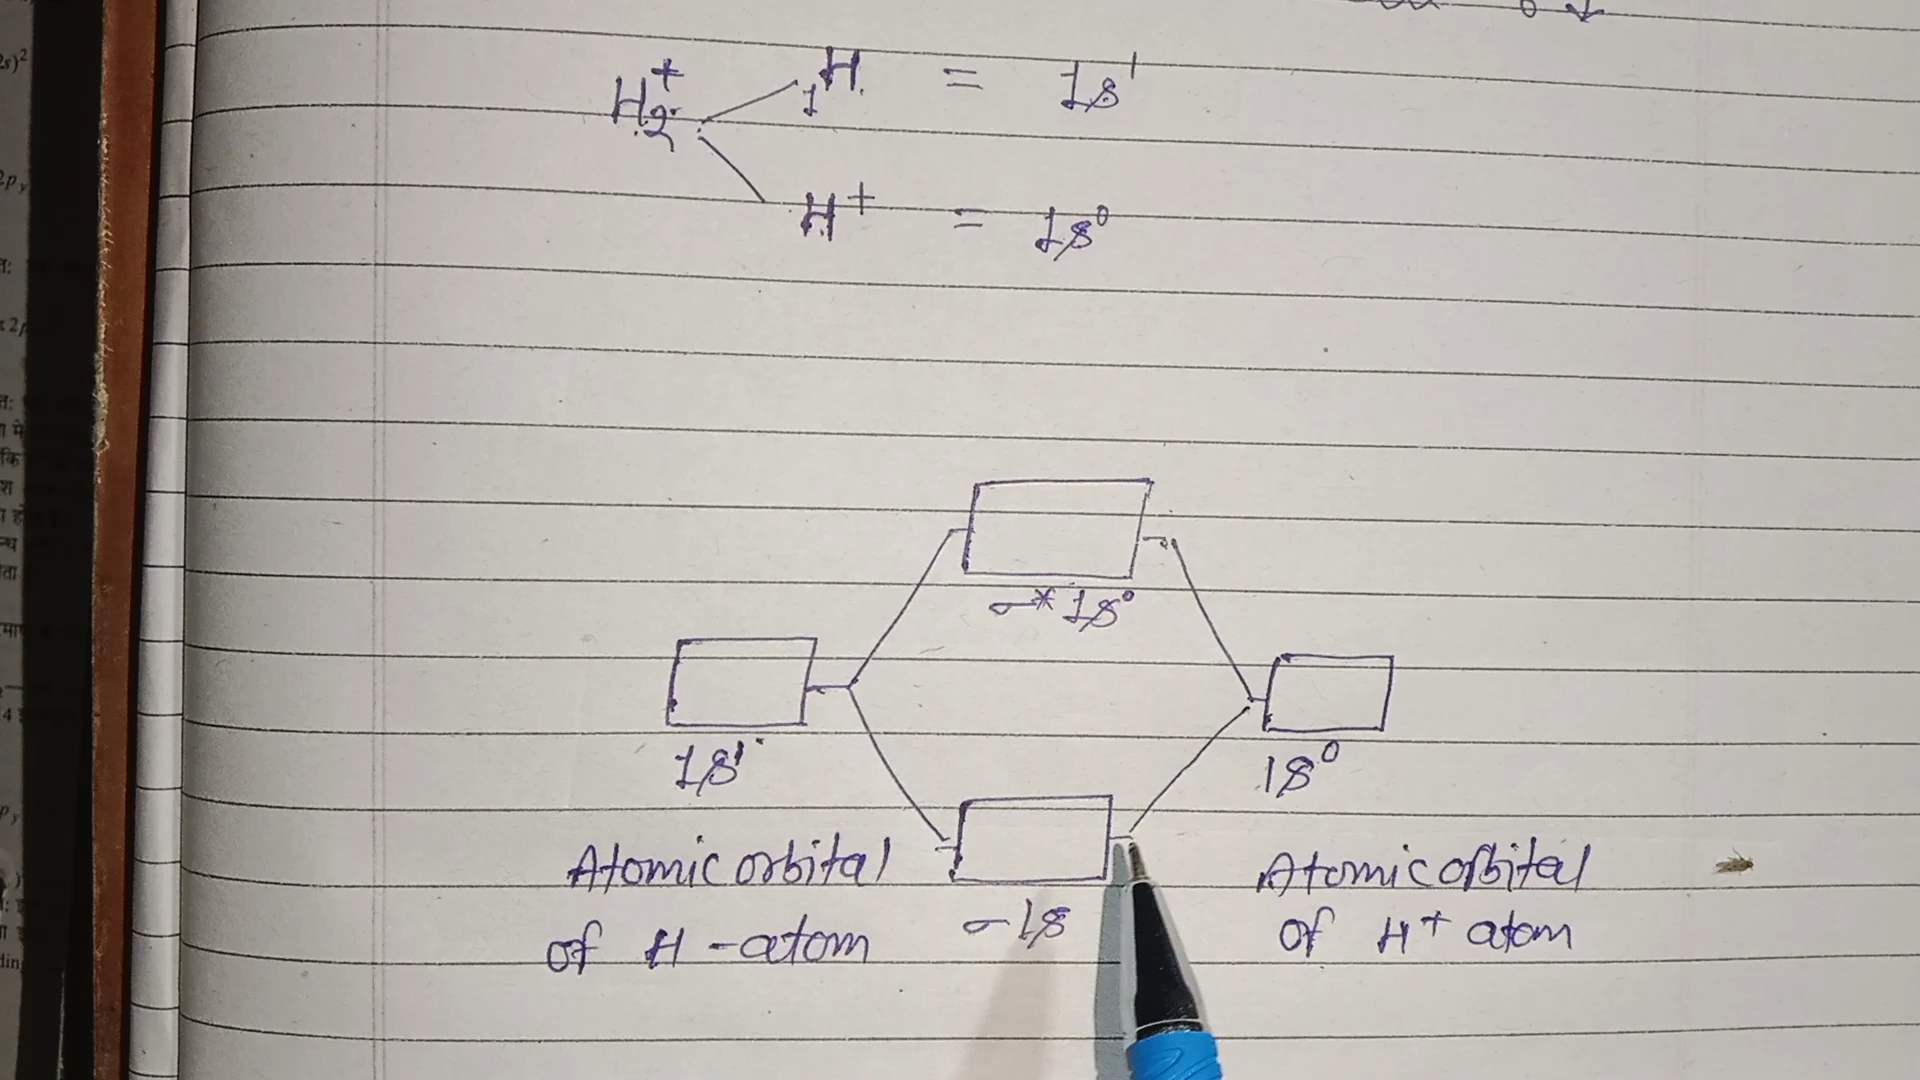 H₂⁺ ₁H = 1s¹
H⁺ = 1s⁰
σ* 1s⁰
1s¹
1s⁰
Atomic orbital
of H-atom
σ1s
Atomic orbital
of H⁺ atom